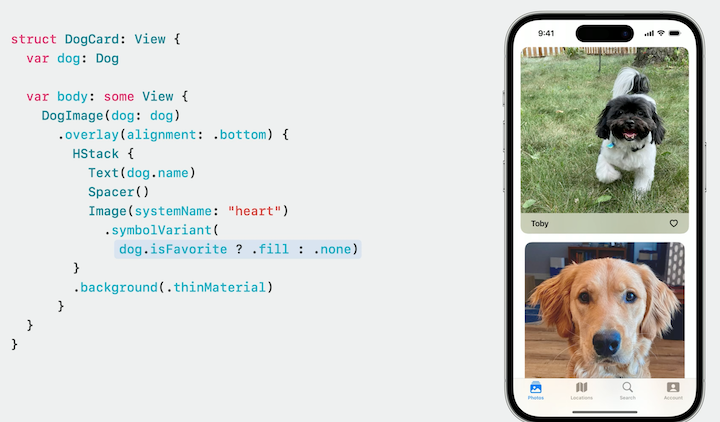 struct DogCard: View {
var dog: Dog
var body: some View {
DogImage(dog: dog)
.overlay(alignment: .bottom) {
HStack {
Text(dog.name)
Spacer()
Image(systemName: "heart")
.symbolVariant(
dog.isFavorite ? .fill : .none)
}
.background(.thinMaterial)
}
}
}
9:41
Toby
Photos
Locations
Search
Account